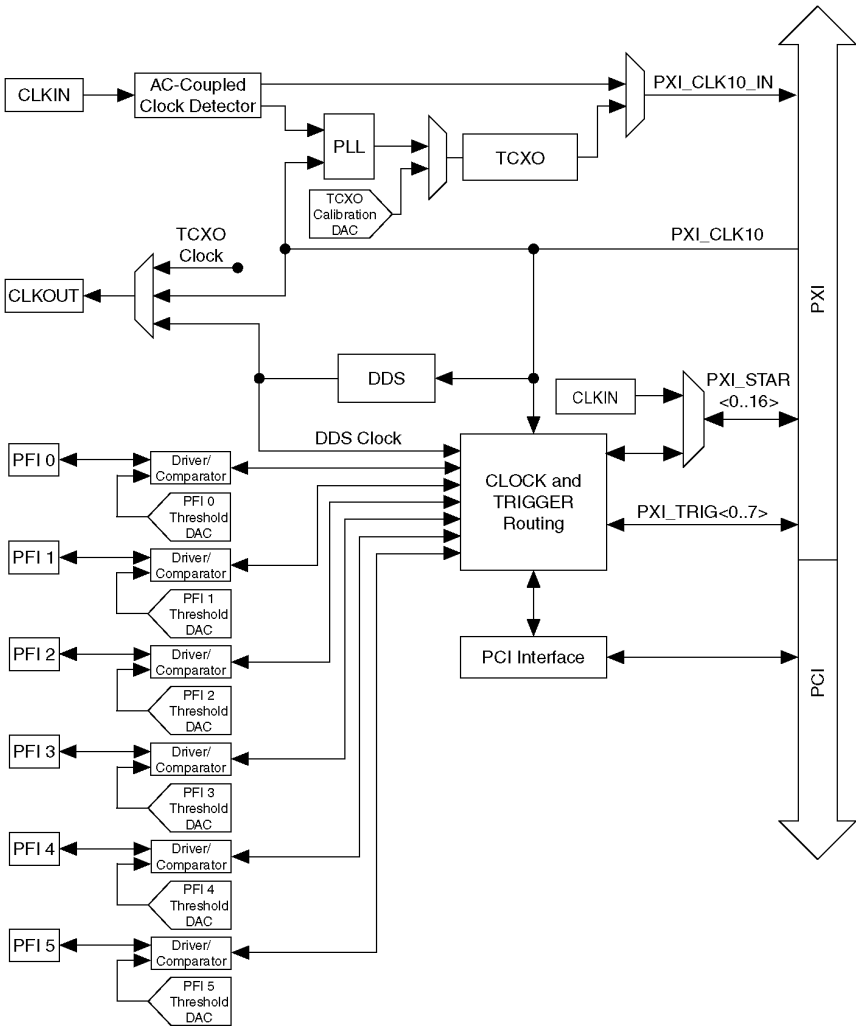 CLKIN
AC-Coupled
Clock Detector
PXI_CLK10_IN
PLL
TCXO
TCXO
Calibration
DAC
TCXO
Clock
PXI_CLK10
CLKOUT
PXI
DDS
CLKIN
PXI_STAR
<0..16>
DDS Clock
CLOCK and
TRIGGER
Routing
PXI_TRIG<0..7>
PFI 0
Driver/
Comparator
PFI 0
Threshold
DAC
PFI 1
Driver/
Comparator
PFI 1
Threshold
DAC
PCI Interface
PCI
PFI 2
Driver/
Comparator
PFI 2
Threshold
DAC
PFI 3
Driver/
Comparator
PFI 3
Threshold
DAC
PFI 4
Driver/
Comparator
PFI 4
Threshold
DAC
PFI 5
Driver/
Comparator
PFI 5
Threshold
DAC